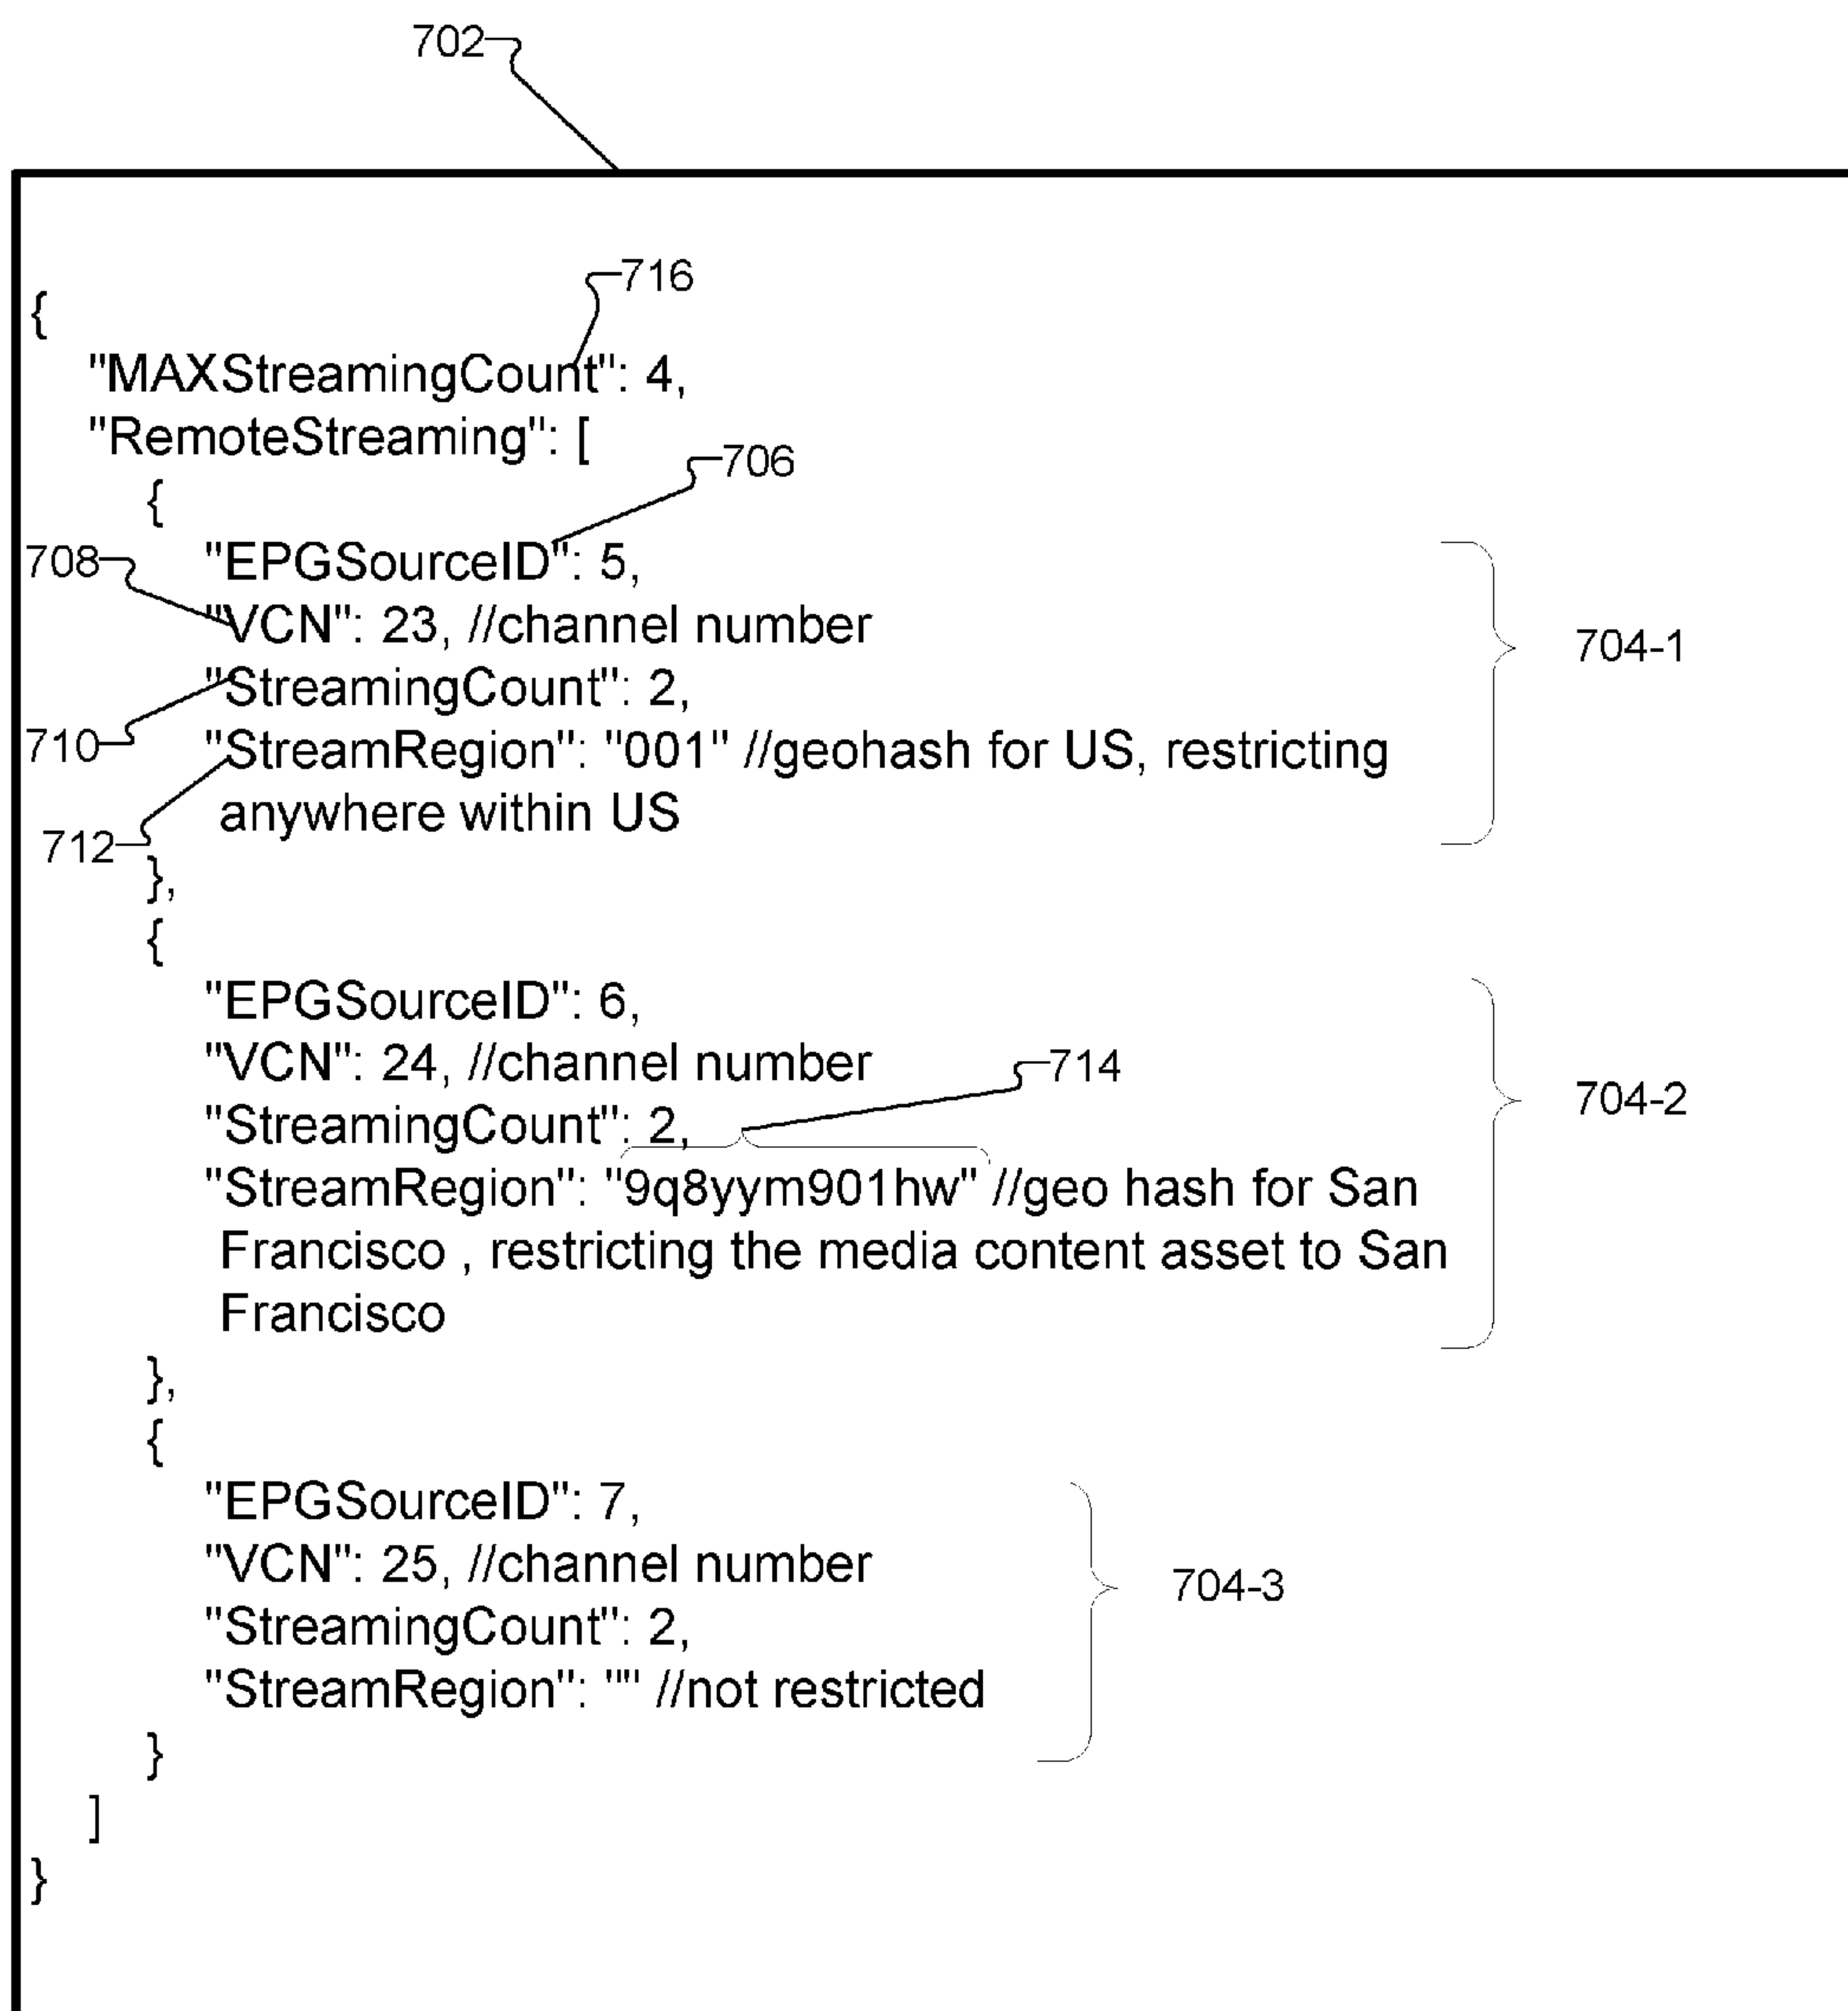 702
716
{
"MAXStreamingCount": 4,
"RemoteStreaming": [
706
{
708
"EPGSourceID": 5,
"VCN": 23, //channel number
704-1
"StreamingCount": 2,
710
"StreamRegion": "001" //geohash for US, restricting
anywhere within US
712
},
{
"EPGSourceID": 6,
"VCN": 24, //channel number
714
704-2
"StreamingCount": 2,
"StreamRegion": "9q8yym901hw" //geo hash for San
Francisco , restricting the media content asset to San
Francisco
},
{
"EPGSourceID": 7,
"VCN": 25, //channel number
704-3
"StreamingCount": 2,
"StreamRegion": "" //not restricted
}
]
}